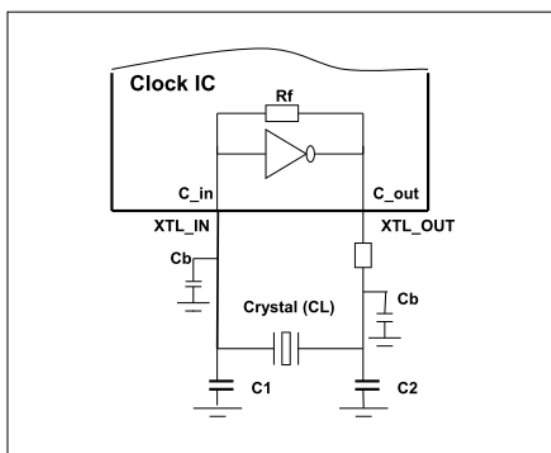 Clock IC
Rf
C_in
C_out
XTL_IN
XTL_OUT
Cb
Cb
Crystal (CL)
C1
C2